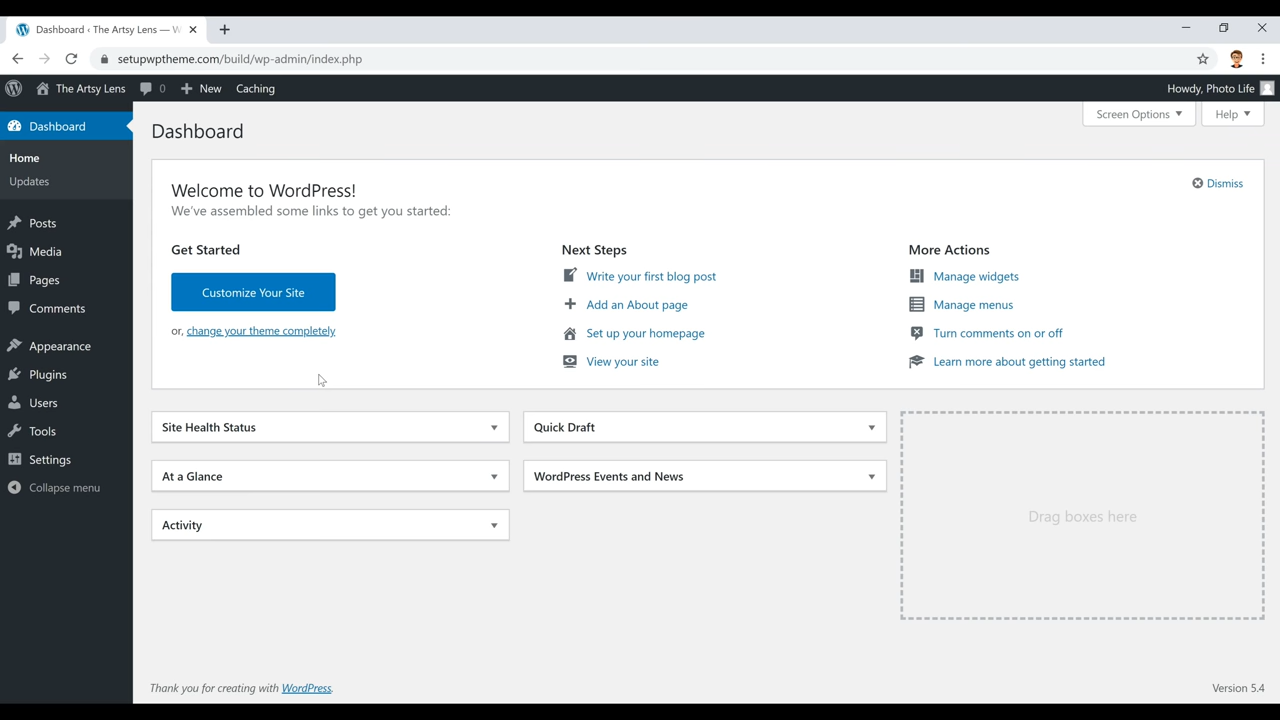 Dashboard ‹ The Artsy Lens — W
setupwptheme.com/build/wp-admin/index.php
The Artsy Lens 0 New Caching Howdy, Photo Life
Dashboard
Home
Updates
Posts
Media
Pages
Comments
Appearance
Plugins
Users
Tools
Settings
Collapse menu
Screen Options Help
Dashboard
Welcome to WordPress!
We've assembled some links to get you started:
Dismiss
Get Started
Customize Your Site
or, change your theme completely
Next Steps
Write your first blog post
Add an About page
Set up your homepage
View your site
More Actions
Manage widgets
Manage menus
Turn comments on or off
Learn more about getting started
Site Health Status
At a Glance
Activity
Quick Draft
WordPress Events and News
Drag boxes here
Thank you for creating with WordPress.
Version 5.4